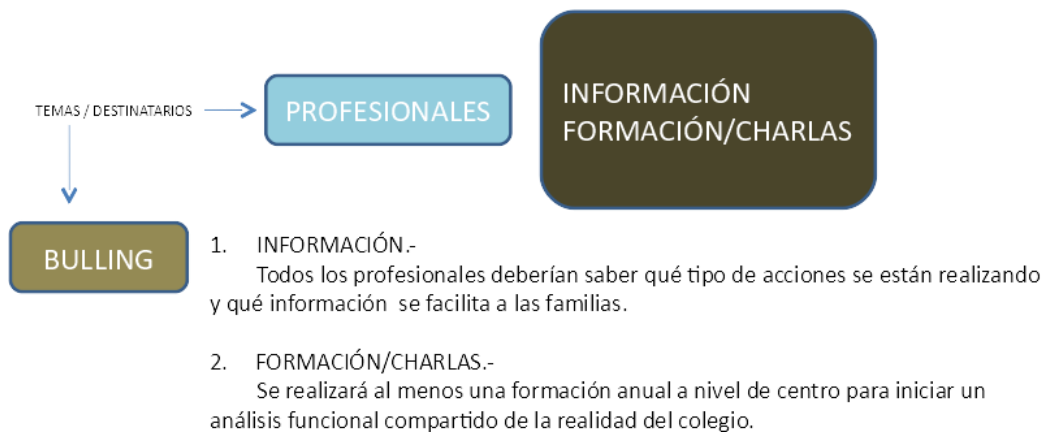 INFORMACIÓN
FORMACIÓN/CHARLAS
TEMAS / DESTINATARIOS
PROFESIONALES
BULLING
1. INFORMACIÓN.-
Todos los profesionales deberían saber qué tipo de acciones se están realizando
y qué información se facilita a las familias.
2. FORMACIÓN/CHARLAS.-
Se realizará al menos una formación anual a nivel de centro para iniciar un
análisis funcional compartido de la realidad del colegio.